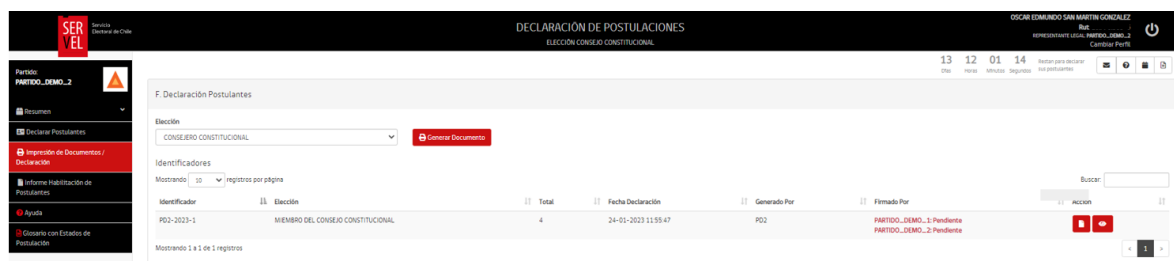 SERVEL
Servicio
Electoral de Chile
DECLARACIÓN DE POSTULACIONES
ELECCIÓN CONSEJO CONSTITUCIONAL
OSCAR EDMUNDO SAN MARTIN GONZALEZ
Rut
REPRESENTANTE LEGAL PARTIDO_DEMO_2
Cambiar Perfil
13 12 01 14
Días Horas Minutos Segundos
Restan para declarar
sus postulantes
Partido:
PARTIDO_DEMO_2
Resumen
Declarar Postulantes
Impresión de Documentos /
Declaración
Informe Habilitación de
Postulantes
Ayuda
Glosario con Estados de
Postulación
F. Declaración Postulantes
Elección
CONSEJERO CONSTITUCIONAL
Generar Documento
Identificadores
Mostrando 10 registros por página
Buscar:
Identificador Elección Total Fecha Declaración Generado Por Firmado Por Acción
PD2-2023-1 MIEMBRO DEL CONSEJO CONSTITUCIONAL 4 24-01-2023 11:55:47 PD2 PARTIDO_DEMO_1: Pendiente
PARTIDO_DEMO_2: Pendiente
Mostrando 1 a 1 de 1 registros
1